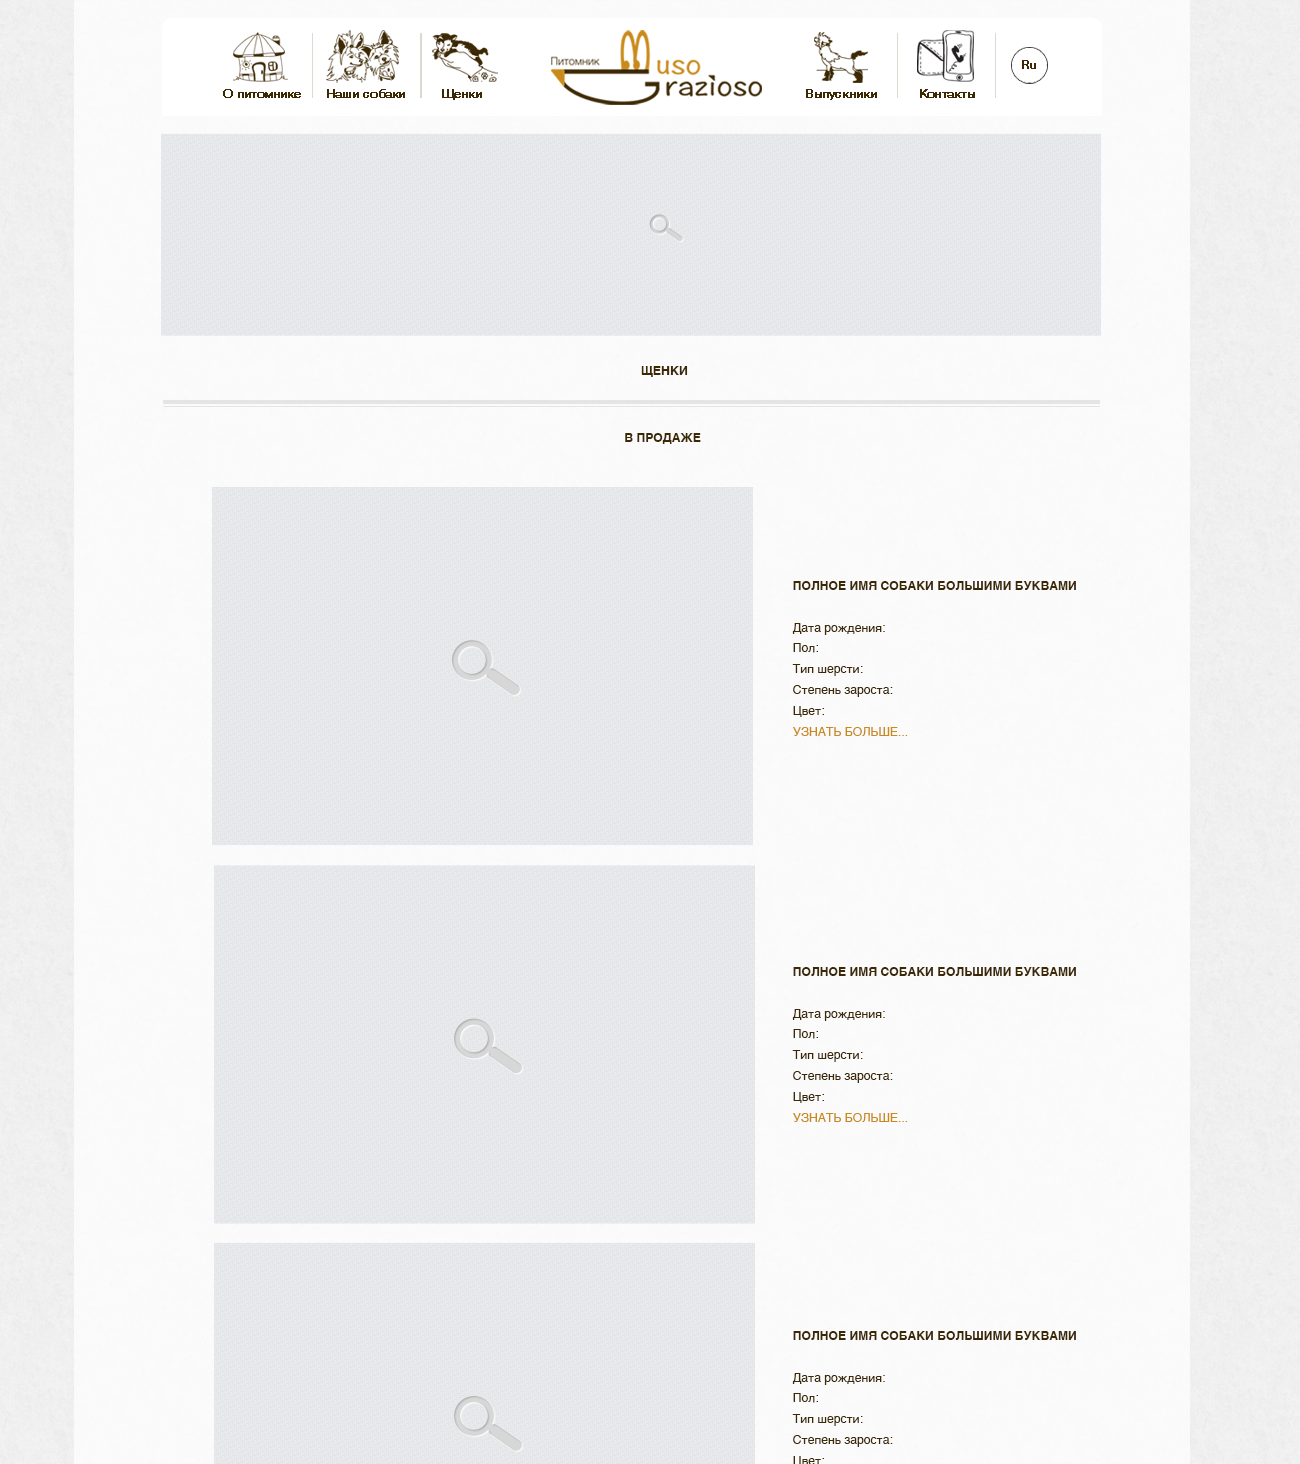 О питомнике
Наши собаки
Щенки
Питомник
Muso
Grazioso
Выпускники
Контакты
Ru
ЩЕНКИ
В ПРОДАЖЕ
ПОЛНОЕ ИМЯ СОБАКИ БОЛЬШИМИ БУКВАМИ
Дата рождения:
Пол:
Тип шерсти:
Степень зароста:
Цвет:
УЗНАТЬ БОЛЬШЕ...
ПОЛНОЕ ИМЯ СОБАКИ БОЛЬШИМИ БУКВАМИ
Дата рождения:
Пол:
Тип шерсти:
Степень зароста:
Цвет:
УЗНАТЬ БОЛЬШЕ...
ПОЛНОЕ ИМЯ СОБАКИ БОЛЬШИМИ БУКВАМИ
Дата рождения:
Пол:
Тип шерсти:
Степень зароста:
Цвет: